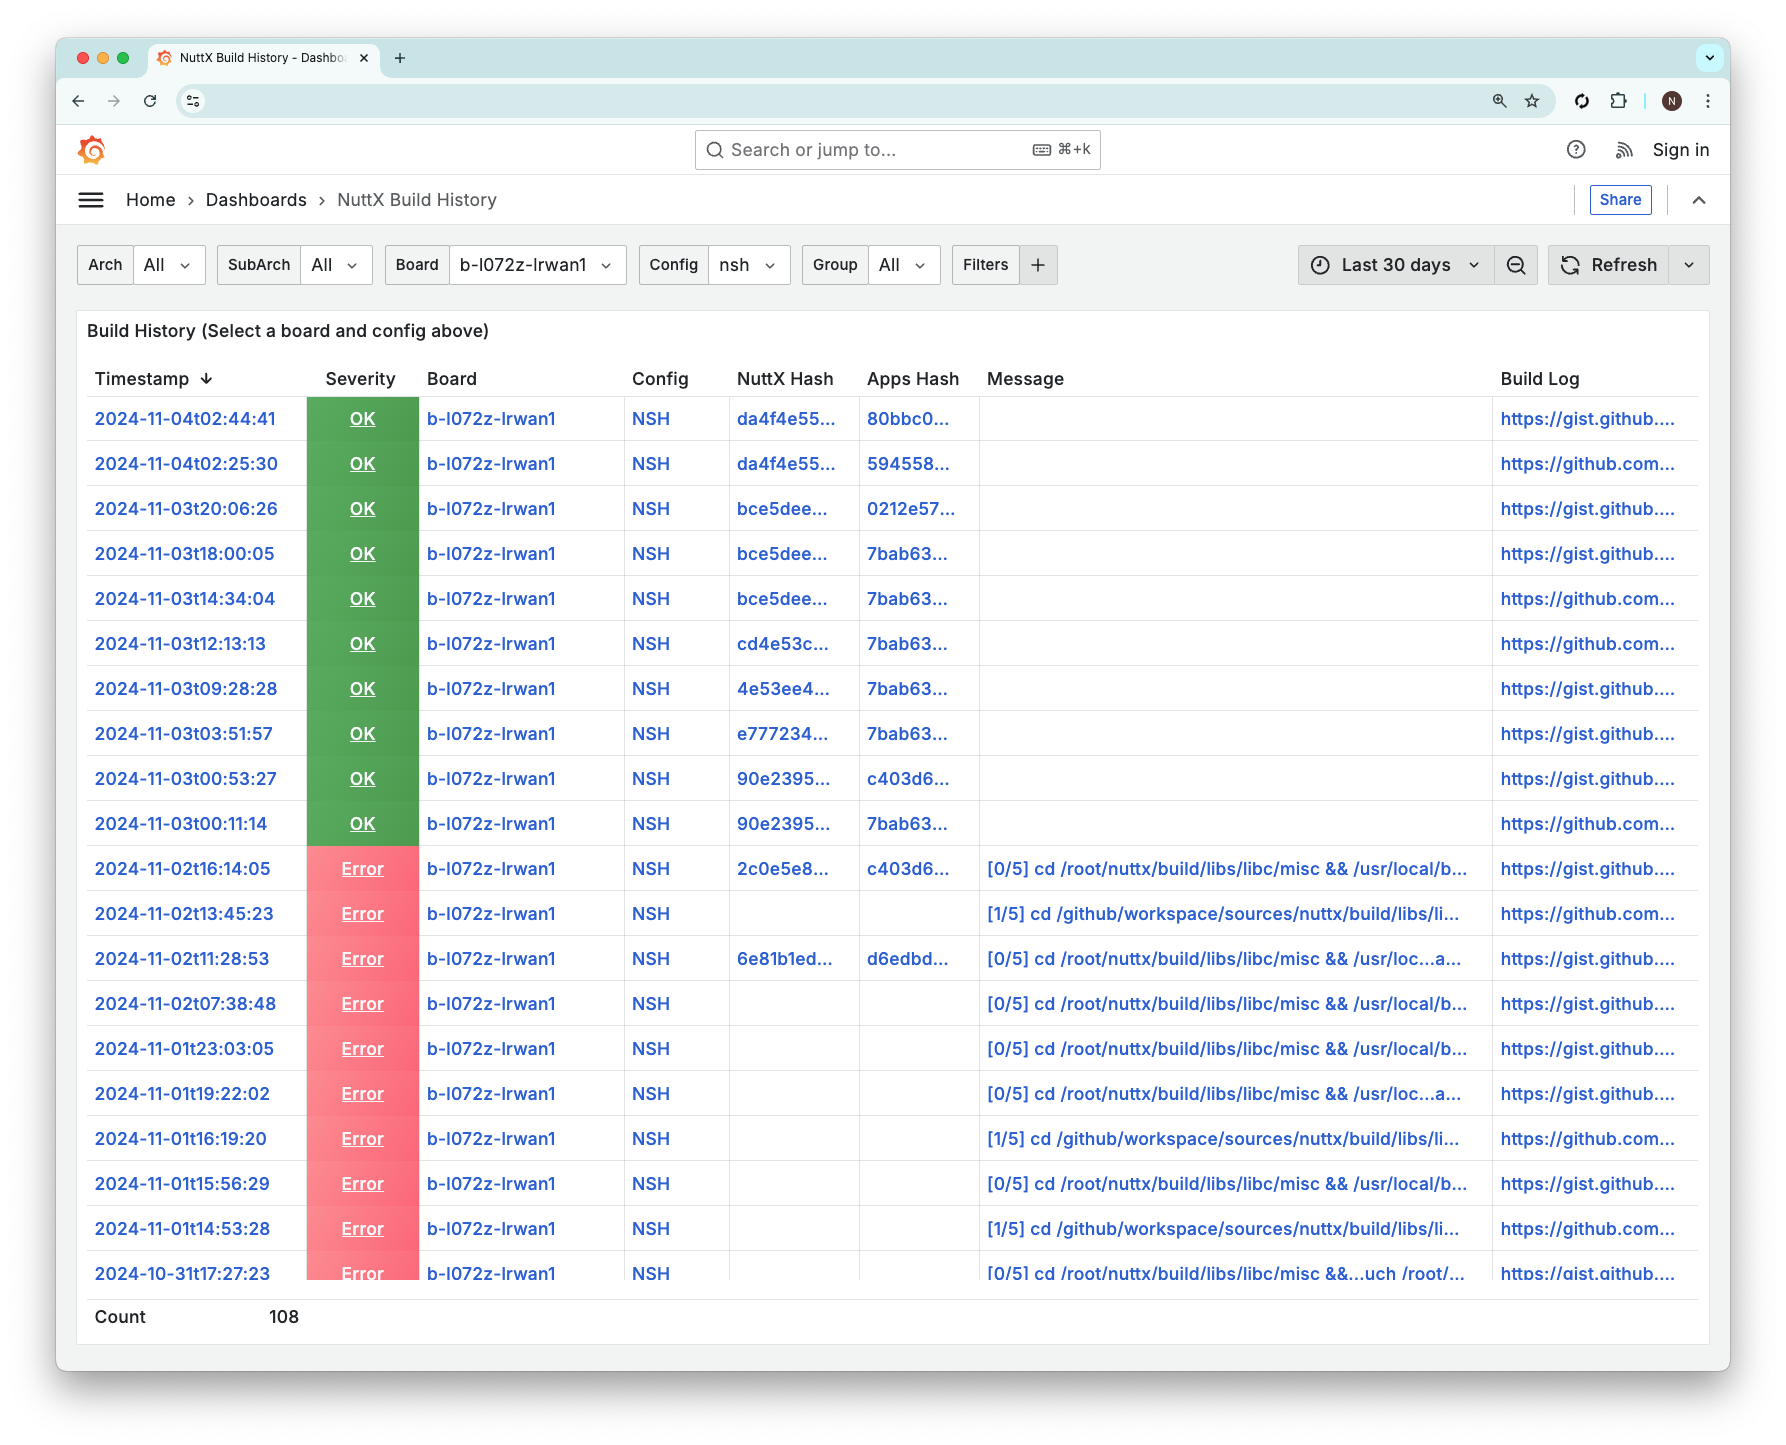 NuttX Build History - Dashbo
N
Search or jump to... ⌘+k
Sign in
Home › Dashboards › NuttX Build History
Share
Arch All SubArch All Board b-l072z-lrwan1 Config nsh Group All Filters + Last 30 days Refresh
Build History (Select a board and config above)
Timestamp ↓ Severity Board Config NuttX Hash Apps Hash Message Build Log
2024-11-04t02:44:41 OK b-l072z-lrwan1 NSH da4f4e55... 80bbc0... https://gist.github....
2024-11-04t02:25:30 OK b-l072z-lrwan1 NSH da4f4e55... 594558... https://github.com...
2024-11-03t20:06:26 OK b-l072z-lrwan1 NSH bce5dee... 0212e57... https://gist.github....
2024-11-03t18:00:05 OK b-l072z-lrwan1 NSH bce5dee... 7bab63... https://gist.github....
2024-11-03t14:34:04 OK b-l072z-lrwan1 NSH bce5dee... 7bab63... https://github.com...
2024-11-03t12:13:13 OK b-l072z-lrwan1 NSH cd4e53c... 7bab63... https://github.com...
2024-11-03t09:28:28 OK b-l072z-lrwan1 NSH 4e53ee4... 7bab63... https://gist.github....
2024-11-03t03:51:57 OK b-l072z-lrwan1 NSH e777234... 7bab63... https://gist.github....
2024-11-03t00:53:27 OK b-l072z-lrwan1 NSH 90e2395... c403d6... https://gist.github....
2024-11-03t00:11:14 OK b-l072z-lrwan1 NSH 90e2395... 7bab63... https://github.com...
2024-11-02t16:14:05 Error b-l072z-lrwan1 NSH 2c0e5e8... c403d6... [0/5] cd /root/nuttx/build/libs/libc/misc && /usr/local/b... https://gist.github....
2024-11-02t13:45:23 Error b-l072z-lrwan1 NSH [1/5] cd /github/workspace/sources/nuttx/build/libs/li... https://github.com...
2024-11-02t11:28:53 Error b-l072z-lrwan1 NSH 6e81b1ed... d6edbd... [0/5] cd /root/nuttx/build/libs/libc/misc && /usr/loc...a... https://gist.github....
2024-11-02t07:38:48 Error b-l072z-lrwan1 NSH [0/5] cd /root/nuttx/build/libs/libc/misc && /usr/local/b... https://gist.github....
2024-11-01t23:03:05 Error b-l072z-lrwan1 NSH [0/5] cd /root/nuttx/build/libs/libc/misc && /usr/local/b... https://gist.github....
2024-11-01t19:22:02 Error b-l072z-lrwan1 NSH [0/5] cd /root/nuttx/build/libs/libc/misc && /usr/loc...a... https://gist.github....
2024-11-01t16:19:20 Error b-l072z-lrwan1 NSH [1/5] cd /github/workspace/sources/nuttx/build/libs/li... https://github.com...
2024-11-01t15:56:29 Error b-l072z-lrwan1 NSH [0/5] cd /root/nuttx/build/libs/libc/misc && /usr/local/b... https://gist.github....
2024-11-01t14:53:28 Error b-l072z-lrwan1 NSH [1/5] cd /github/workspace/sources/nuttx/build/libs/li... https://github.com...
2024-10-31t17:27:23 Error b-l072z-lrwan1 NSH [0/5] cd /root/nuttx/build/libs/libc/misc &&...uch /root/... https://gist.github....
Count 108